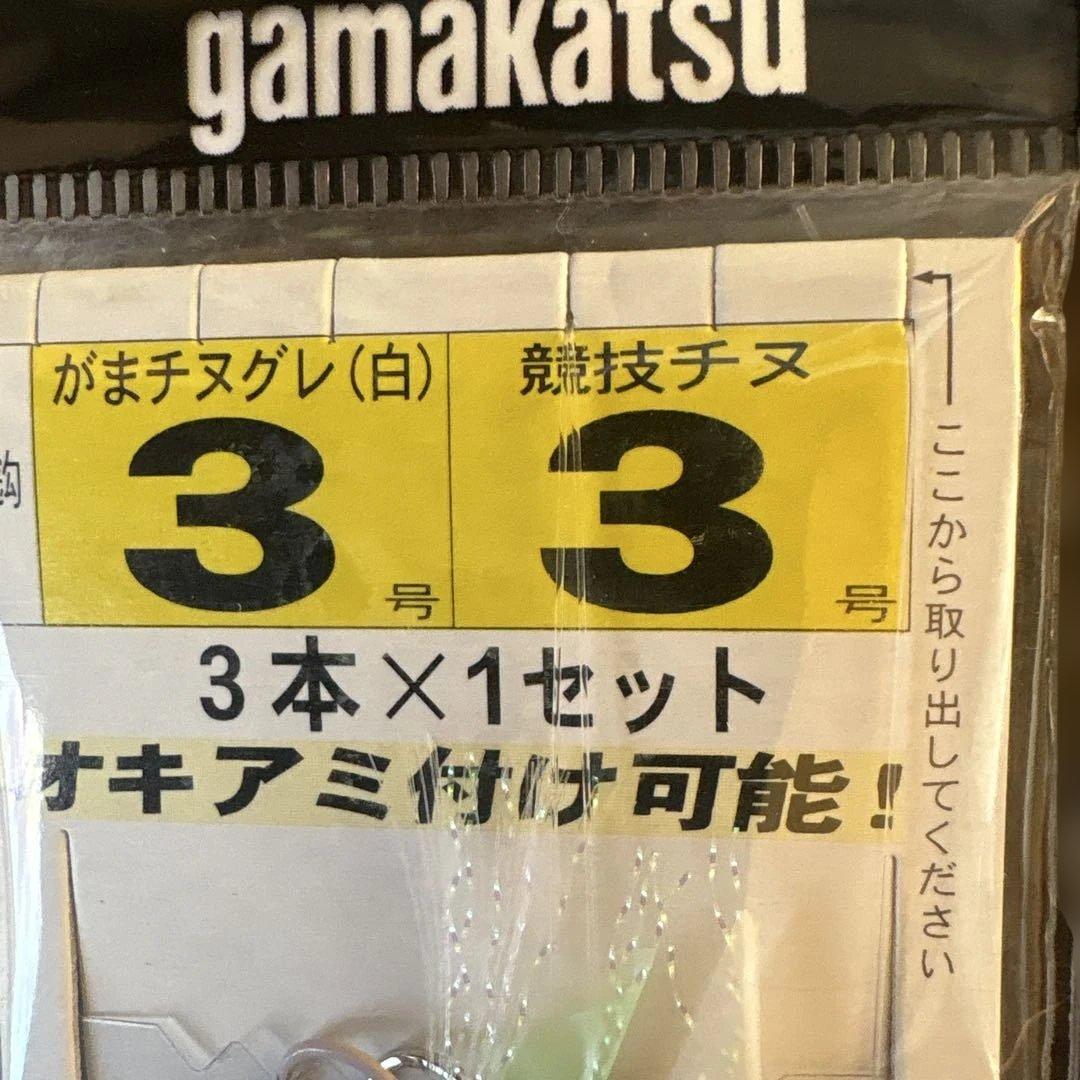 gamakatsu
がまチヌグレ(白)
3
号
競技チヌ
3
号
鈎
3本×1セット
オキアミ付け可能!
ここから取り出してください